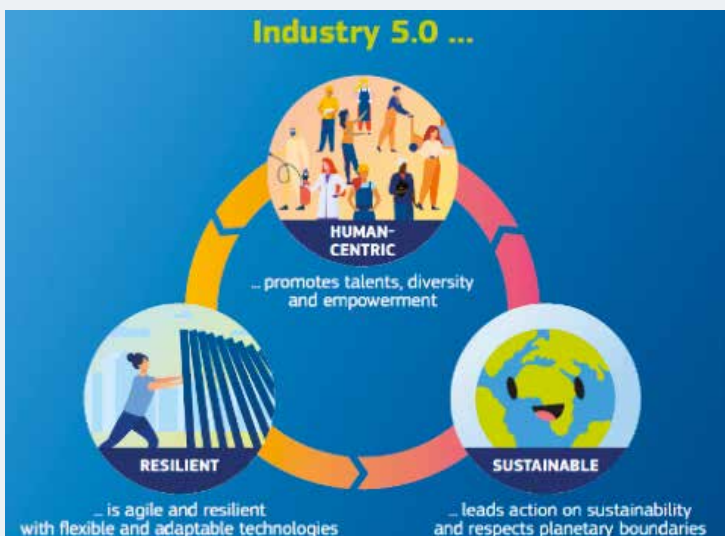 Industry 5.0 ...
HUMAN-
CENTRIC
... promotes talents, diversity
and empowerment
RESILIENT
... is agile and resilient
with flexible and adaptable technologies
SUSTAINABLE
... leads action on sustainability
and respects planetary boundaries